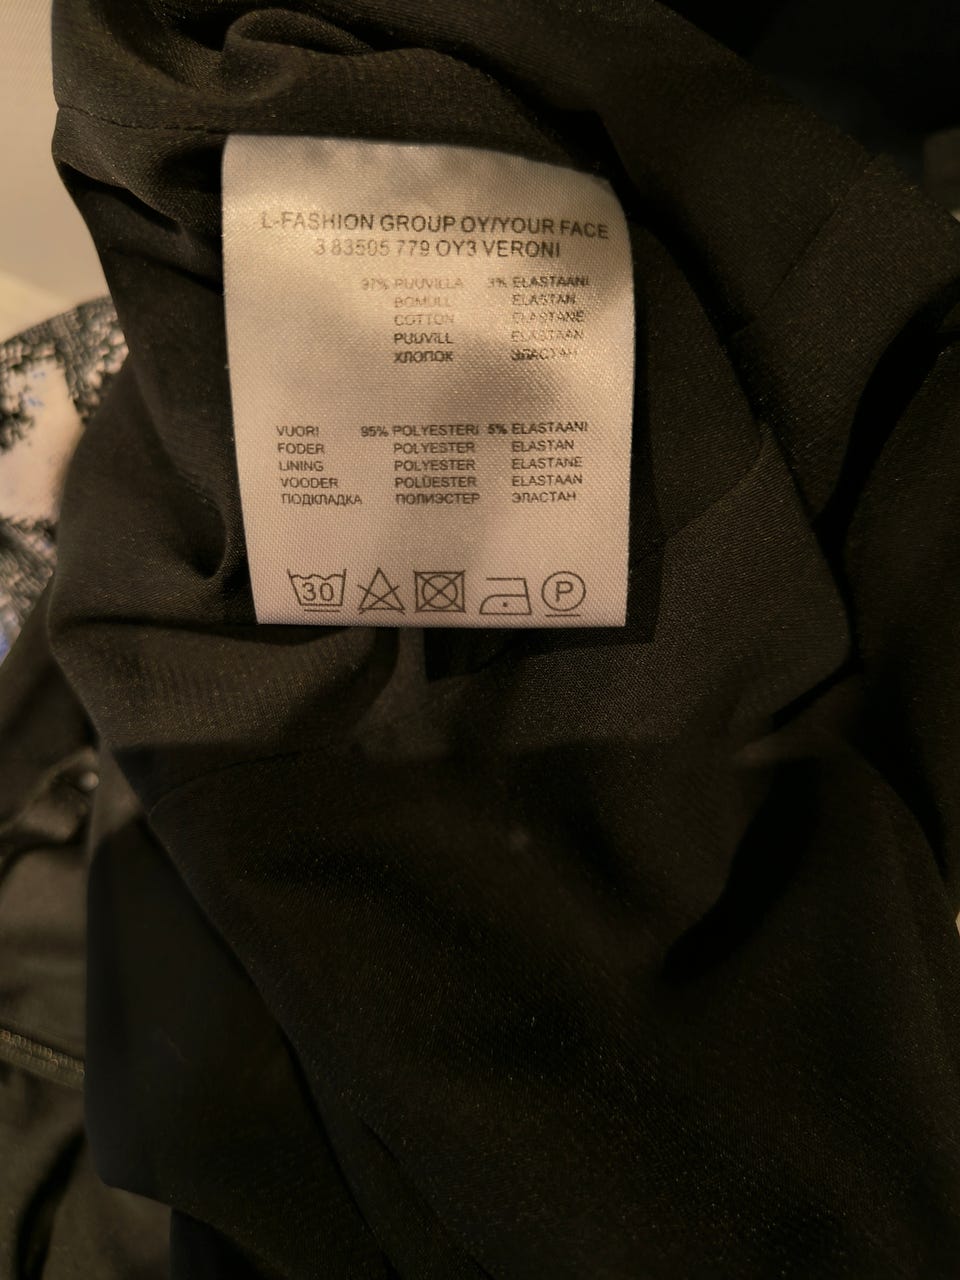 L-FASHION GROUP OY/YOUR FACE
3 83505 779 OY3 VERONI
97% PUUVILLA 3% ELASTAANI
BOMULL ELASTAN
COTTON ELASTANE
PUUVILL ELASTAAN
ХЛОПОК ЭЛАСТАН
VUORI 95% POLYESTERI 5% ELASTAANI
FODER POLYESTER ELASTAN
LINING POLYESTER ELASTANE
VOODER POLÜESTER ELASTAAN
ПОДКЛАДКА ПОЛИЭСТЕР ЭЛАСТАН
30 P